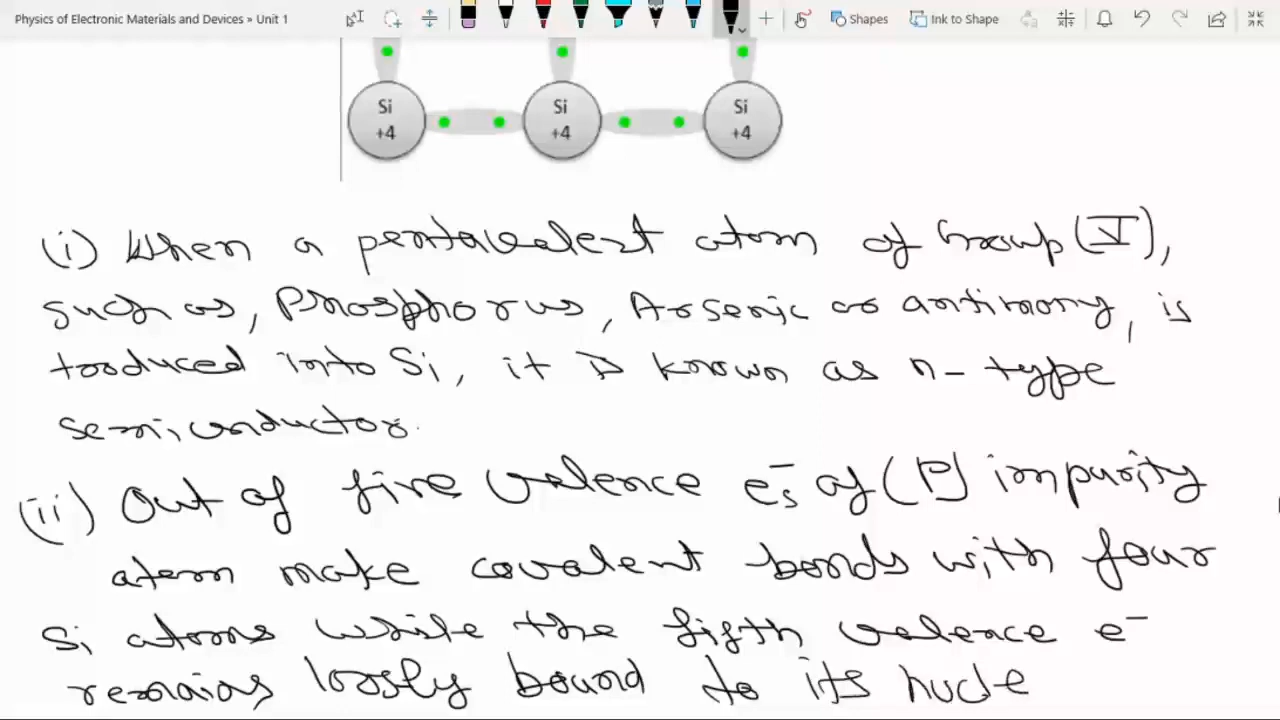 Physics of Electronic Materials and Devices » Unit 1
Shapes
Ink to Shape
Si Si Si
+4 +4 +4
(i) When a pentavalent atom of Group (V),
such as, Phosphorus, Arsenic or antimony, is
troduced into Si, it is known as n-type
semiconductor.
(ii) Out of five valence e⁻s of (P) impurity
atom make covalent bonds with four
Si atoms while the fifth valence e⁻
remains loosly bound to its nucle